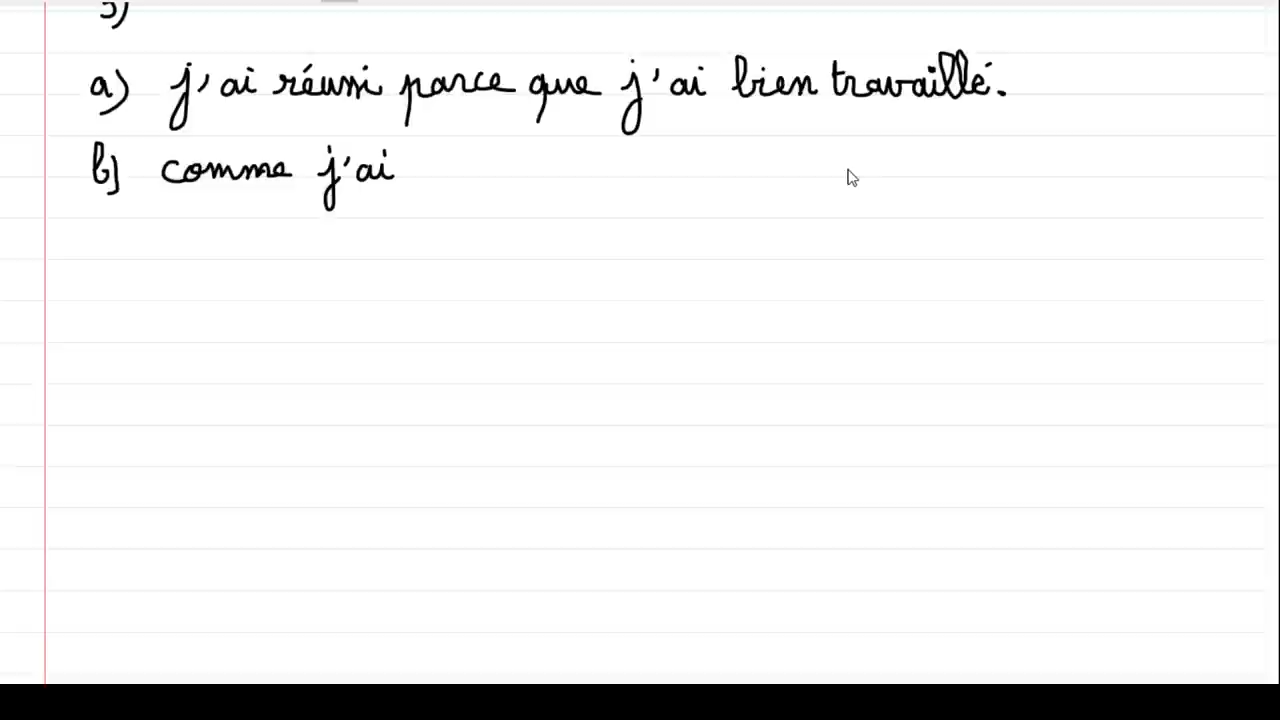 a) j'ai réussi parce que j'ai bien travaillé.
b) comme j'ai